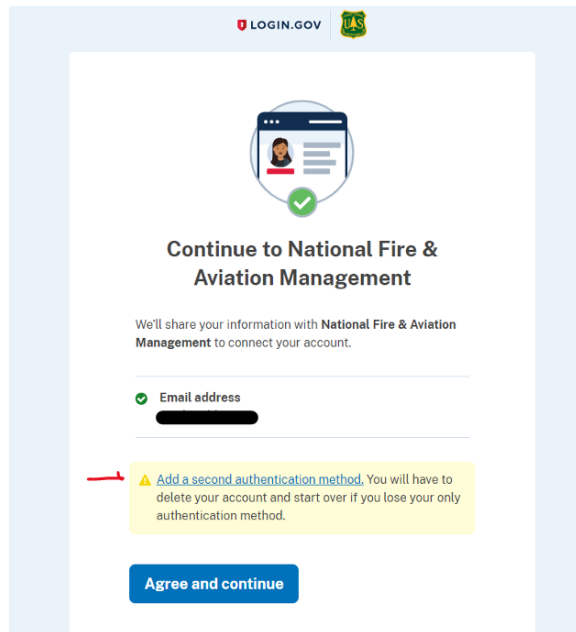 LOGIN.GOV UAS
Continue to National Fire &
Aviation Management
We'll share your information with National Fire & Aviation
Management to connect your account.
Email address
Add a second authentication method. You will have to
delete your account and start over if you lose your only
authentication method.
Agree and continue